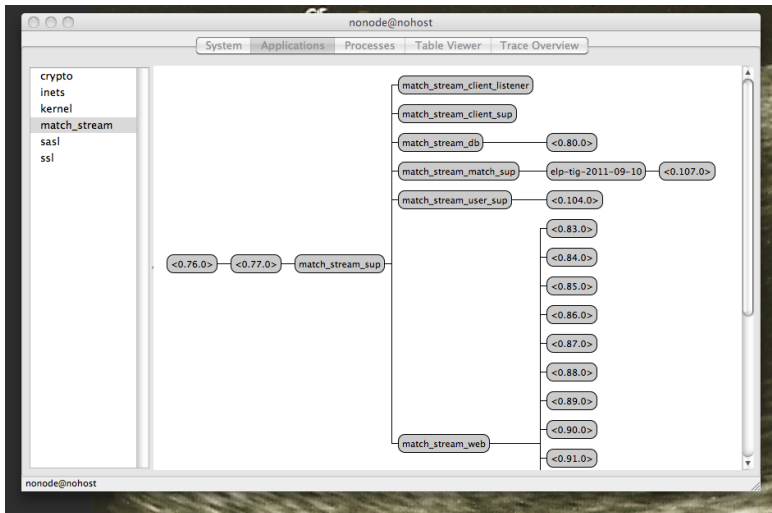 nonode@nohost
System Applications Processes Table Viewer Trace Overview
crypto
inets
kernel
match_stream
sasl
ssl
match_stream_client_listener
match_stream_client_sup
match_stream_db <0.80.0>
match_stream_match_sup elp-tig-2011-09-10 <0.107.0>
match_stream_user_sup <0.104.0>
<0.83.0>
<0.84.0>
<0.76.0> <0.77.0> match_stream_sup
<0.85.0>
<0.86.0>
<0.87.0>
<0.88.0>
<0.89.0>
<0.90.0>
match_stream_web
<0.91.0>
nonode@nohost